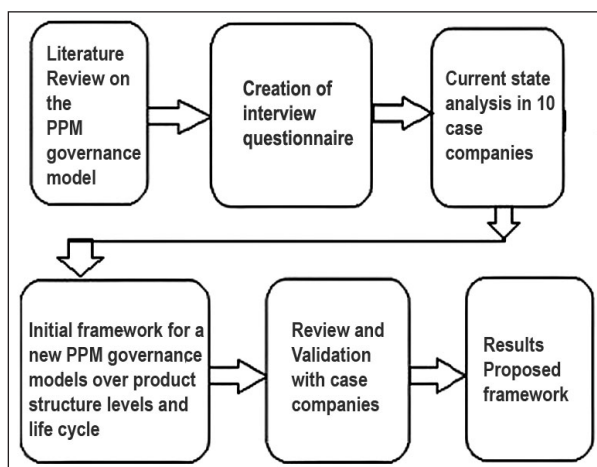 Literature
Review on
the
PPM
governance
model
Creation of
interview
questionnaire
Current state
analysis in 10
case
companies
Initial framework for a
new PPM governance
models over product
structure levels and
life cycle
Review and
Validation
with case
companies
Results
Proposed
framework